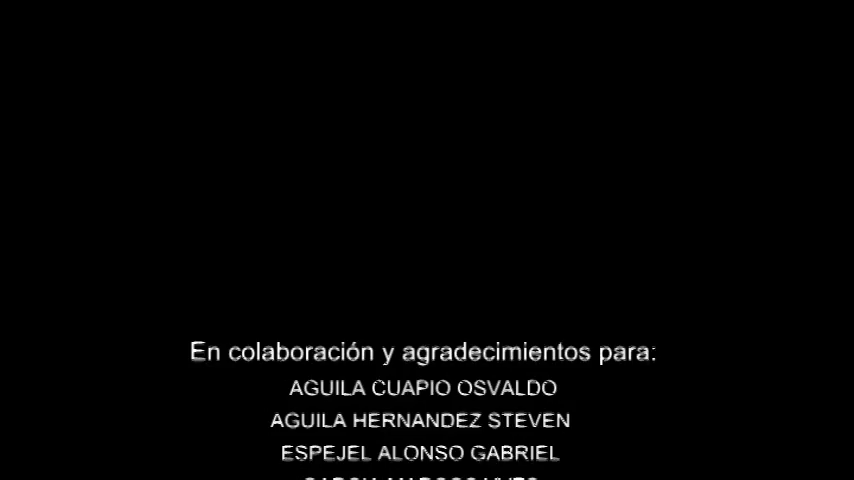 En colaboración y agradecimientos para:
AGUILA CUAPIO OSVALDO
AGUILA HERNANDEZ STEVEN
ESPEJEL ALONSO GABRIEL